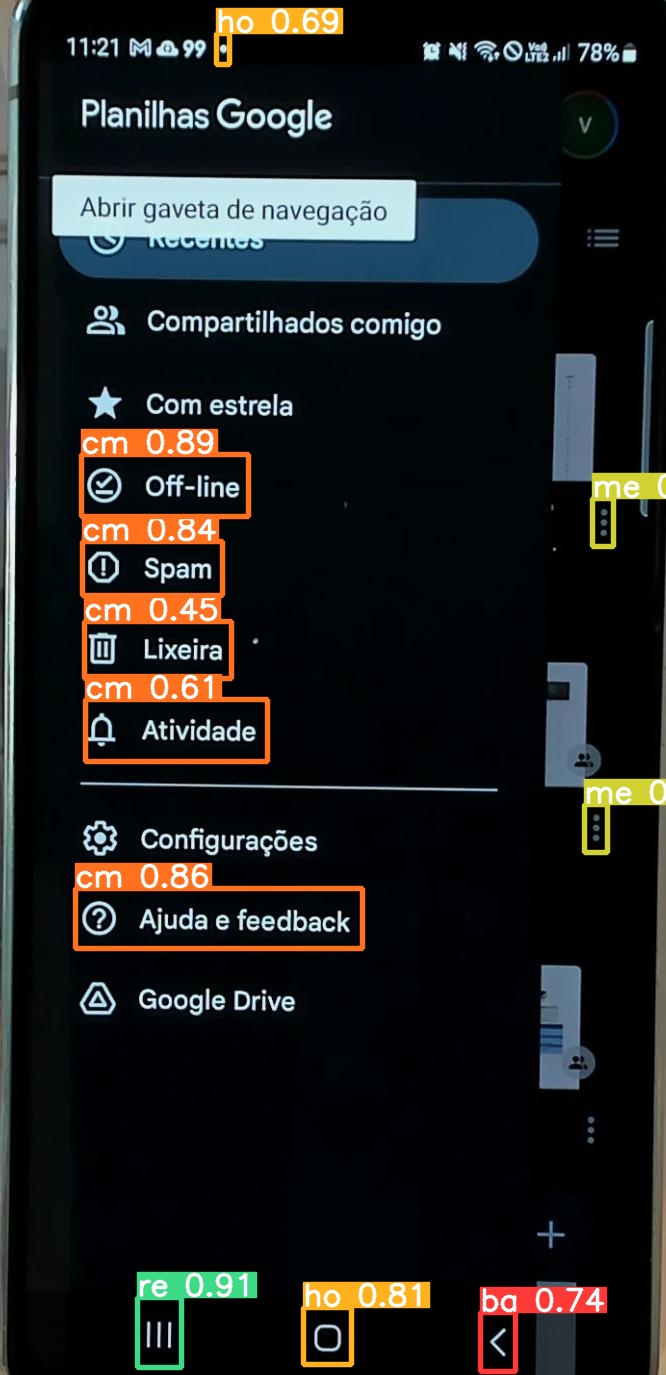 ho 0.69
11:21 99 78%
Planilhas Google
V
Abrir gaveta de navegação
Recentes
Compartilhados comigo
Com estrela
cm 0.89
Off-line
me 0
cm 0.84
Spam
cm 0.45
Lixeira
cm 0.61
Atividade
me 0
Configurações
cm 0.86
Ajuda e feedback
Google Drive
re 0.91
ho 0.81
ba 0.74